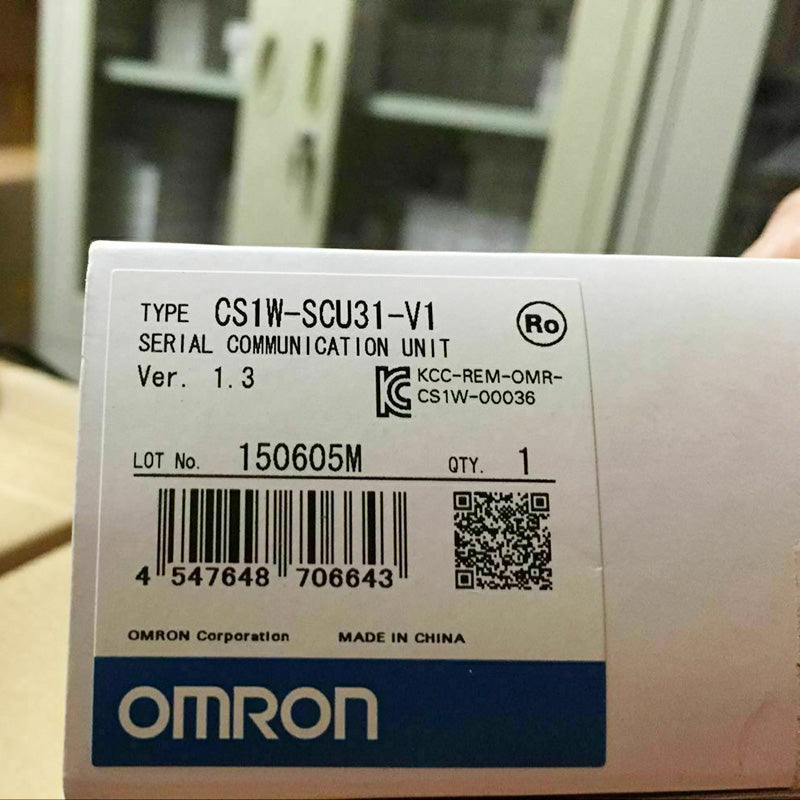 TYPE CS1W-SCU31-V1
Ro
SERIAL COMMUNICATION UNIT
Ver. 1.3
KCC-REM-OMR-
CS1W-00036
LOT No. 150605M QTY. 1
4 547648 706643
OMRON Corporation MADE IN CHINA
OMRON